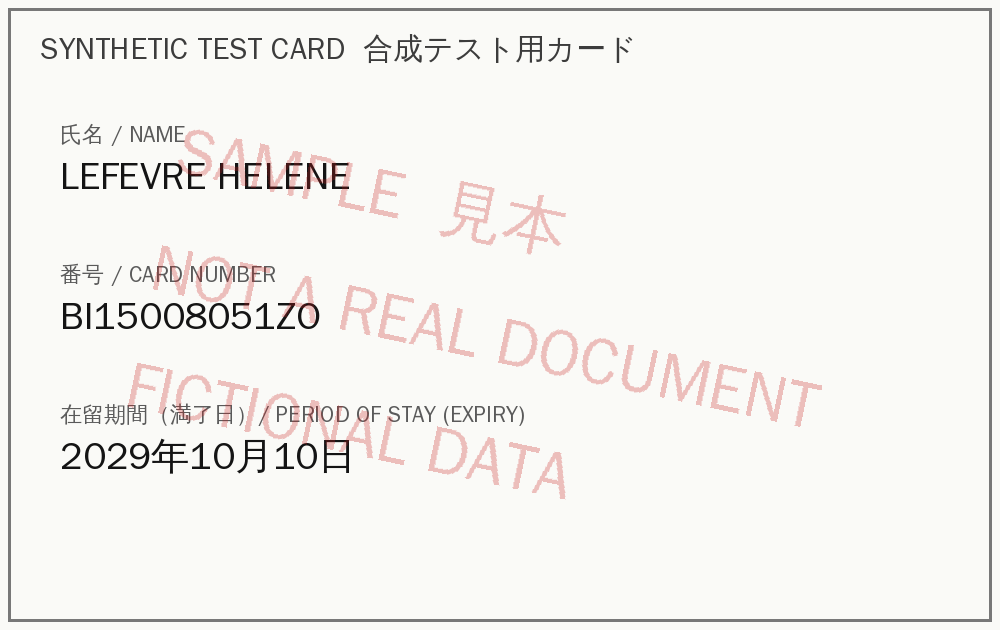 SYNTHETIC TEST CARD 合成テスト用カード
氏名 / NAME
LEFEVRE HELENE
番号 / CARD NUMBER
BI15008051ZO
在留期間（満了日）/ PERIOD OF STAY (EXPIRY)
2029年10月10日
SAMPLE 見本
NOT A REAL DOCUMENT
FICTIONAL DATA